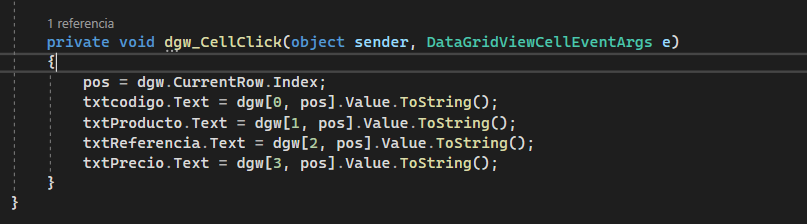 1 referencia
private void dgw_CellClick(object sender, DataGridViewCellEventArgs e)
{
pos = dgw.CurrentRow.Index;
txtcodigo.Text = dgw[0, pos].Value.ToString();
txtProducto.Text = dgw[1, pos].Value.ToString();
txtReferencia.Text = dgw[2, pos].Value.ToString();
txtPrecio.Text = dgw[3, pos].Value.ToString();
}
}